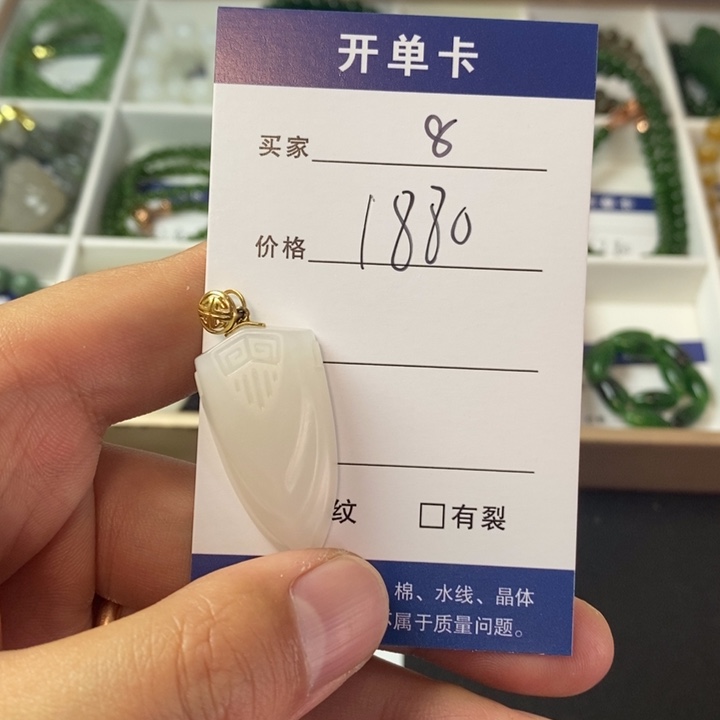 开单卡
买家 8
价格 1880
纹 □有裂
棉、水线、晶体
属于质量问题。